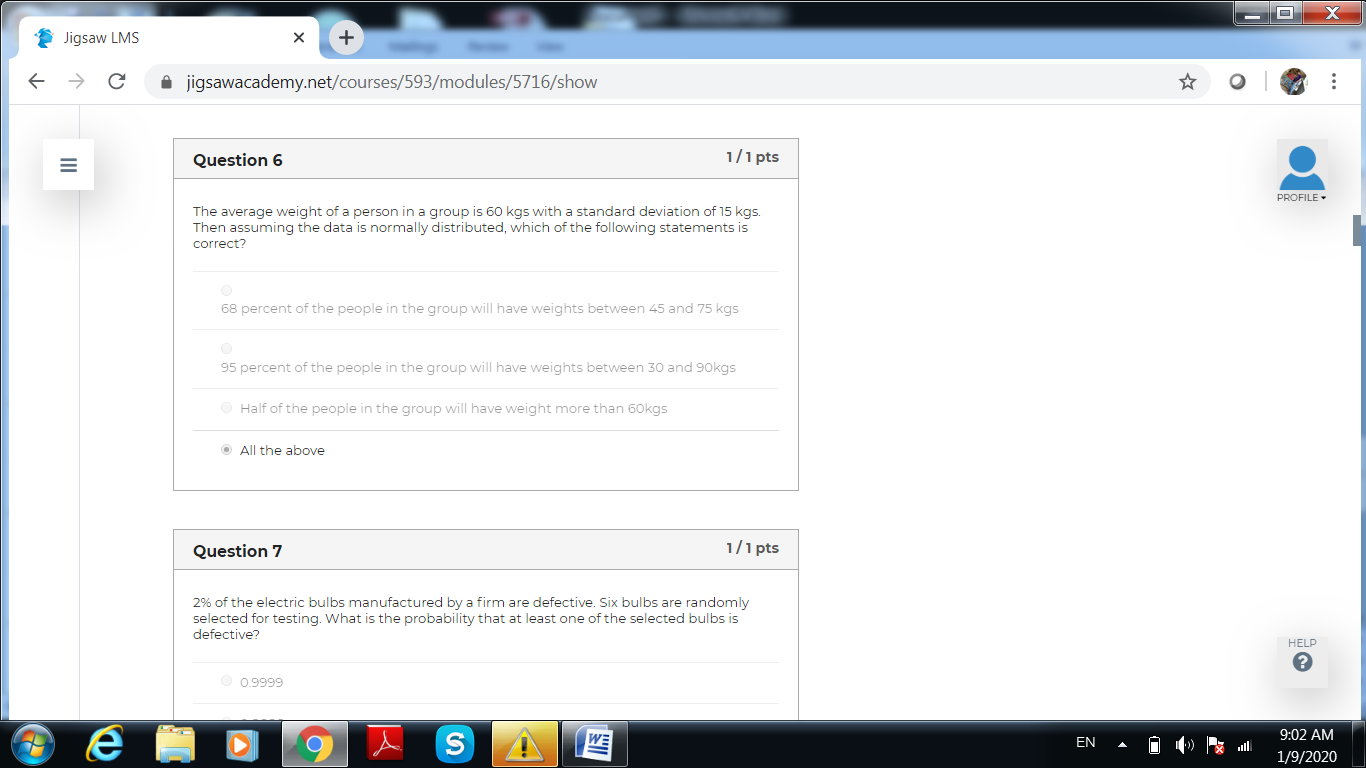 Jigsaw LMS
jigsawacademy.net/courses/593/modules/5716/show
PROFILE
Question 6
1 / 1 pts
The average weight of a person in a group is 60 kgs with a standard deviation of 15 kgs.
Then assuming the data is normally distributed, which of the following statements is
correct?
68 percent of the people in the group will have weights between 45 and 75 kgs
95 percent of the people in the group will have weights between 30 and 90kgs
Half of the people in the group will have weight more than 60kgs
All the above
Question 7
1 / 1 pts
2% of the electric bulbs manufactured by a firm are defective. Six bulbs are randomly
selected for testing. What is the probability that at least one of the selected bulbs is
defective?
0.9999
HELP
EN
9:02 AM
1/9/2020